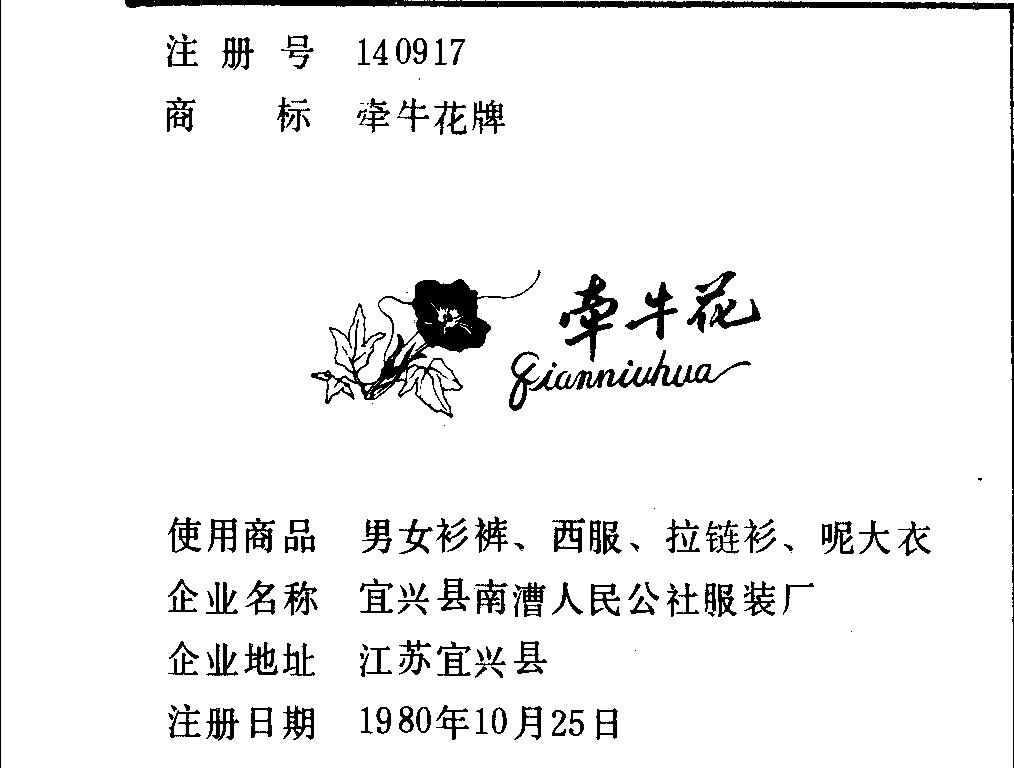 注册号 140917
商标 牵牛花牌
牵牛花
Qianniuhua
使用商品 男女衫裤、西服、拉链衫、呢大衣
企业名称 宜兴县南漕人民公社服装厂
企业地址 江苏宜兴县
注册日期 1980年10月25日